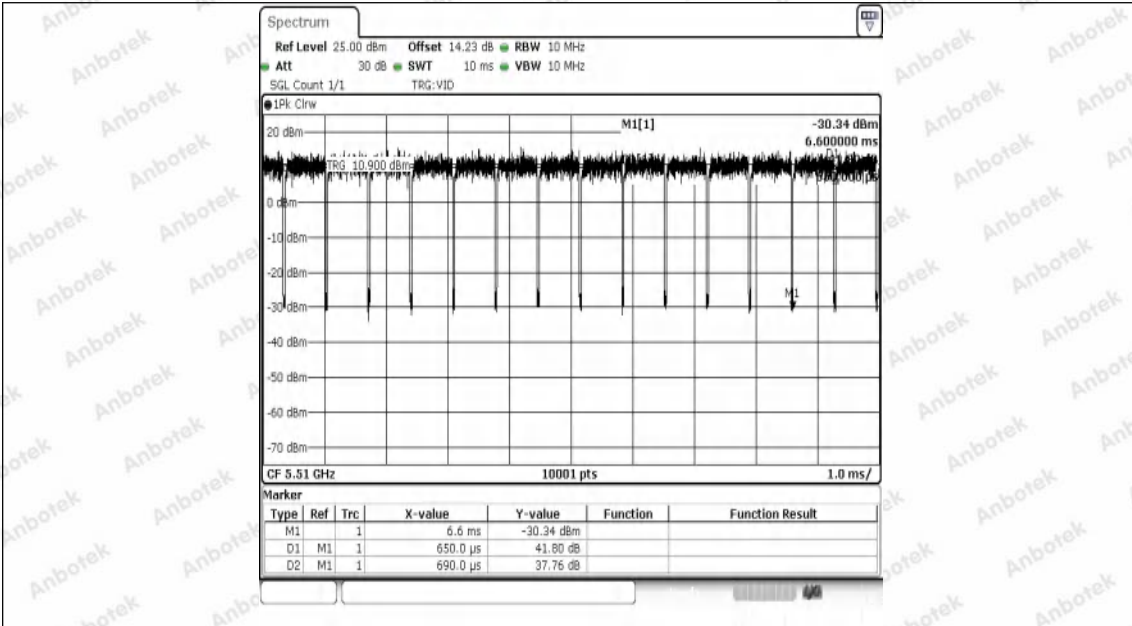 Spectrum
Ref Level 25.00 dBm Offset 14.23 dB RBW 10 MHz
Att 30 dB SWT 10 ms VBW 10 MHz
SGL Count 1/1 TRG:VID
1Pk Clrw
M1[1] -30.34 dBm
6.600000 ms
20 dBm
D1
TRG 10.900 dBm
0 dBm
-10 dBm
-20 dBm
M1
-30 dBm
-40 dBm
-50 dBm
-60 dBm
-70 dBm
CF 5.51 GHz 10001 pts 1.0 ms/
Marker
Type Ref Trc X-value Y-value Function Function Result
M1 1 6.6 ms -30.34 dBm
D1 M1 1 650.0 µs 41.80 dB
D2 M1 1 690.0 µs 37.76 dB
Anbotek